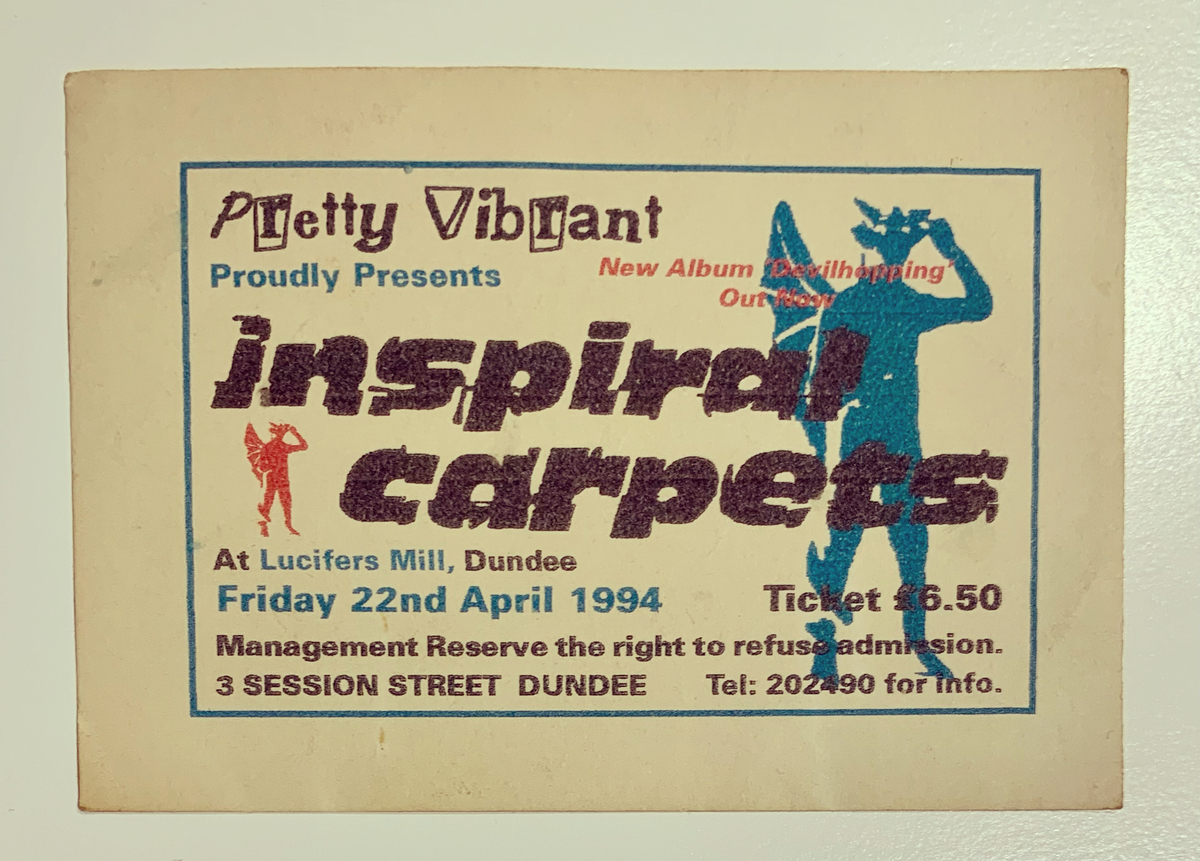 Pretty Vibrant
Proudly Presents
New Album 'Devilhopping'
Out Now
inspiral
carpets
At Lucifers Mill, Dundee
Friday 22nd April 1994
Ticket £6.50
Management Reserve the right to refuse admission.
3 SESSION STREET DUNDEE
Tel: 202490 for info.